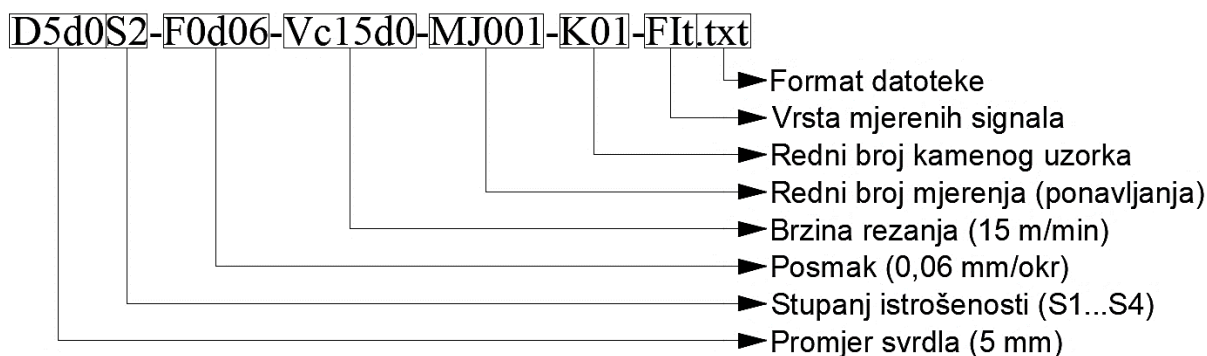 D5d0S2-F0d06-Vc15d0-MJ001-K01-FIt.txt
Format datoteke
Vrsta mjerenih signala
Redni broj kamenog uzorka
Redni broj mjerenja (ponavljanja)
Brzina rezanja (15 m/min)
Posmak (0,06 mm/okr)
Stupanj istrošenosti (S1...S4)
Promjer svrdla (5 mm)